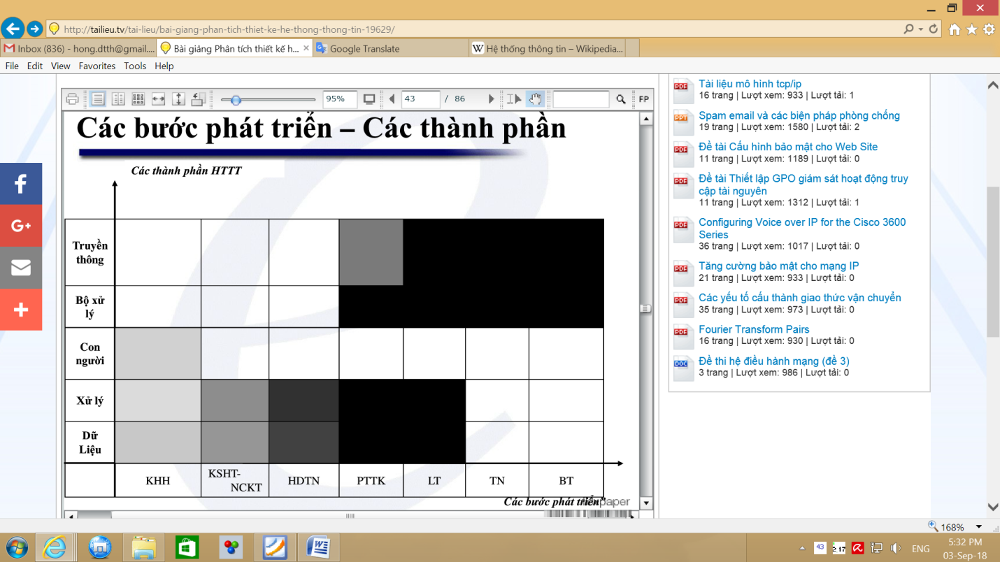 http://tailieu.tv/tai-lieu/bai-giang-phan-tich-thiet-ke-he-thong-thong-tin-19629/
Inbox (836) - hong.dtth@gmail....
Bài giảng Phân tích thiết kế h...
Google Translate
W Hệ thống thông tin – Wikipedia...
File Edit View Favorites Tools Help
95%
43 / 86
FP
Các bước phát triển – Các thành phần
Các thành phần HTTT
Truyền
thông
Bộ xử
lý
Con
người
Xử lý
Dữ
Liệu
KHH
KSHT-
NCKT
HDTN
PTTK
LT
TN
BT
Các bước phát triển
Tài liệu mô hình tcp/ip
16 trang | Lượt xem: 933 | Lượt tải: 1
Spam email và các biện pháp phòng chống
19 trang | Lượt xem: 1580 | Lượt tải: 2
Đề tài Cấu hình bảo mật cho Web Site
11 trang | Lượt xem: 1189 | Lượt tải: 0
Đề tài Thiết lập GPO giám sát hoạt động truy
cập tài nguyên
11 trang | Lượt xem: 1312 | Lượt tải: 1
Configuring Voice over IP for the Cisco 3600
Series
36 trang | Lượt xem: 1017 | Lượt tải: 0
Tăng cường bảo mật cho mạng IP
21 trang | Lượt xem: 933 | Lượt tải: 0
Các yếu tố cấu thành giao thức vận chuyển
35 trang | Lượt xem: 973 | Lượt tải: 0
Fourier Transform Pairs
16 trang | Lượt xem: 930 | Lượt tải: 0
Đề thi hệ điều hành mạng (đề 3)
3 trang | Lượt xem: 986 | Lượt tải: 0
PDF
PPT
PDF
PDF
PDF
PDF
PDF
PDF
DOC
f
G+
168%
43
2.17
ENG
5:32 PM
03-Sep-18